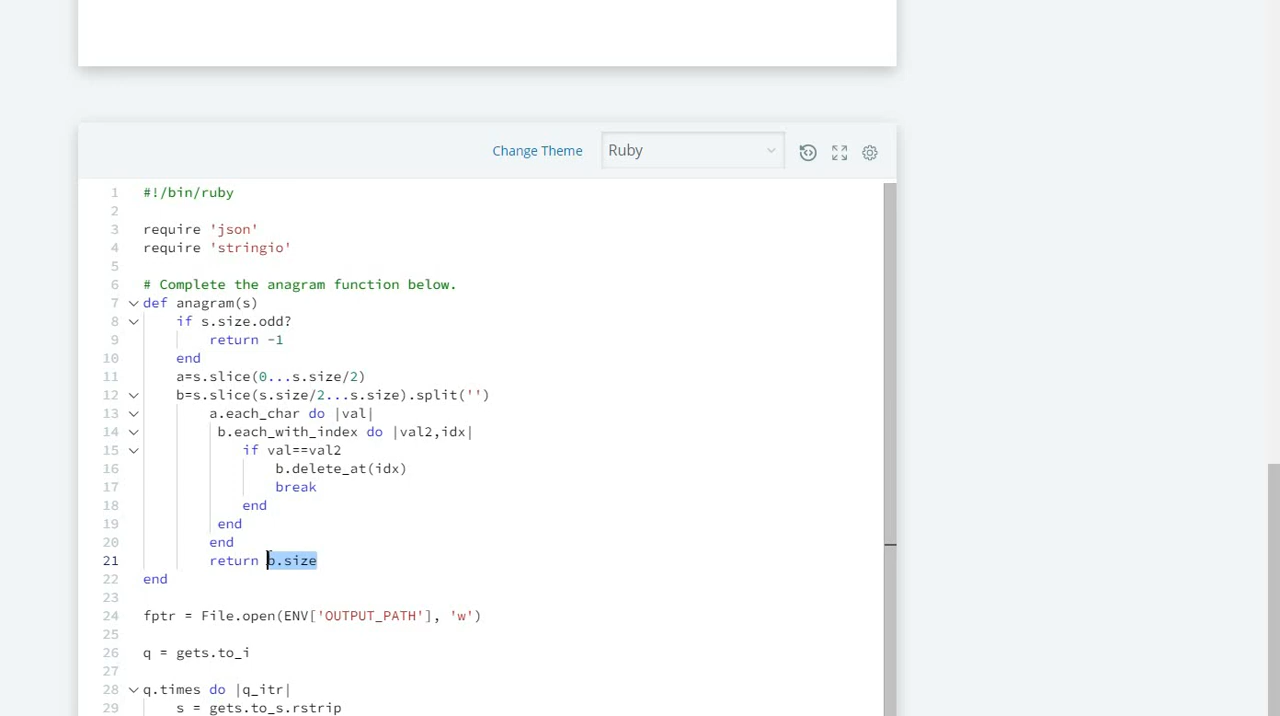 Change Theme Ruby
1 #!/bin/ruby
2
3 require 'json'
4 require 'stringio'
5
6 # Complete the anagram function below.
7 def anagram(s)
8 if s.size.odd?
9 return -1
10 end
11 a=s.slice(0...s.size/2)
12 b=s.slice(s.size/2...s.size).split('')
13 a.each_char do |val|
14 b.each_with_index do |val2,idx|
15 if val==val2
16 b.delete_at(idx)
17 break
18 end
19 end
20 end
21 return b.size
22 end
23
24 fptr = File.open(ENV['OUTPUT_PATH'], 'w')
25
26 q = gets.to_i
27
28 q.times do |q_itr|
29 s = gets.to_s.rstrip